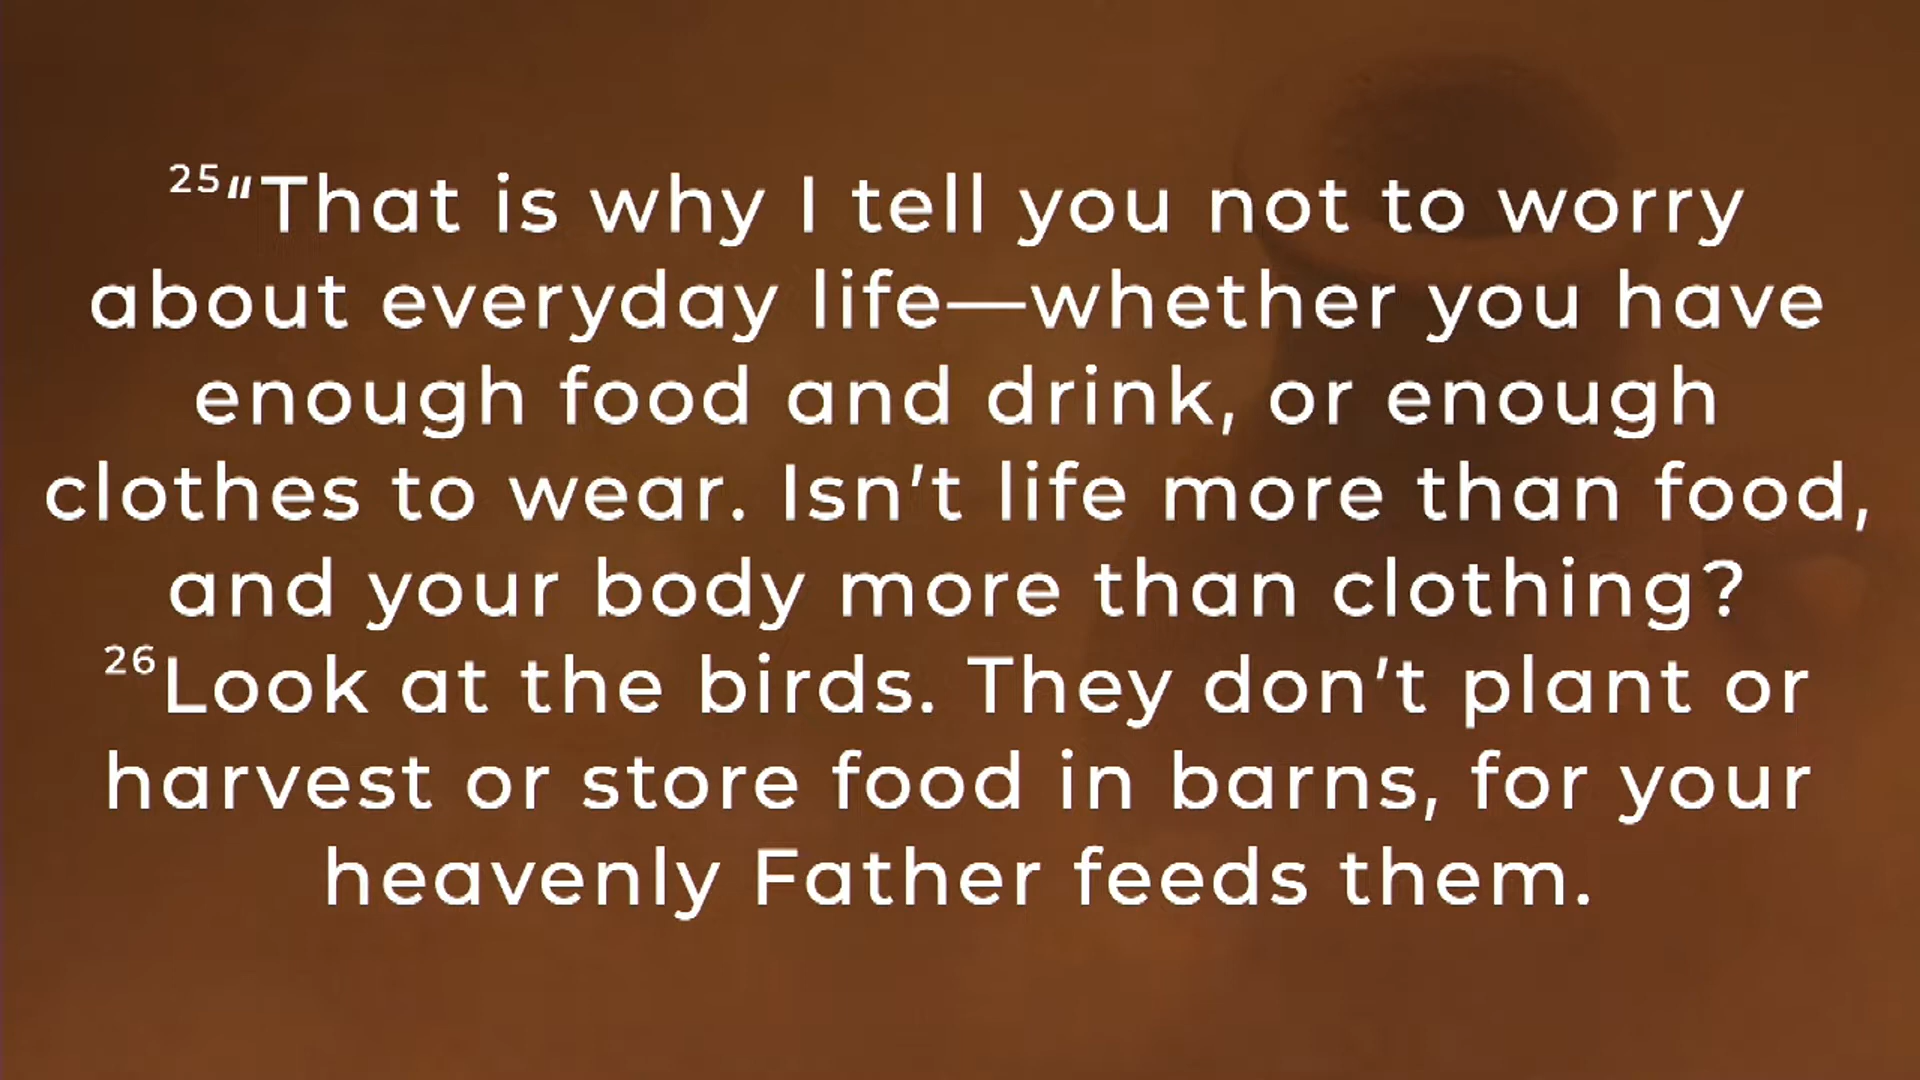 25“That is why I tell you not to worry
about everyday life—whether you have
enough food and drink, or enough
clothes to wear. Isn’t life more than food,
and your body more than clothing?
26Look at the birds. They don’t plant or
harvest or store food in barns, for your
heavenly Father feeds them.